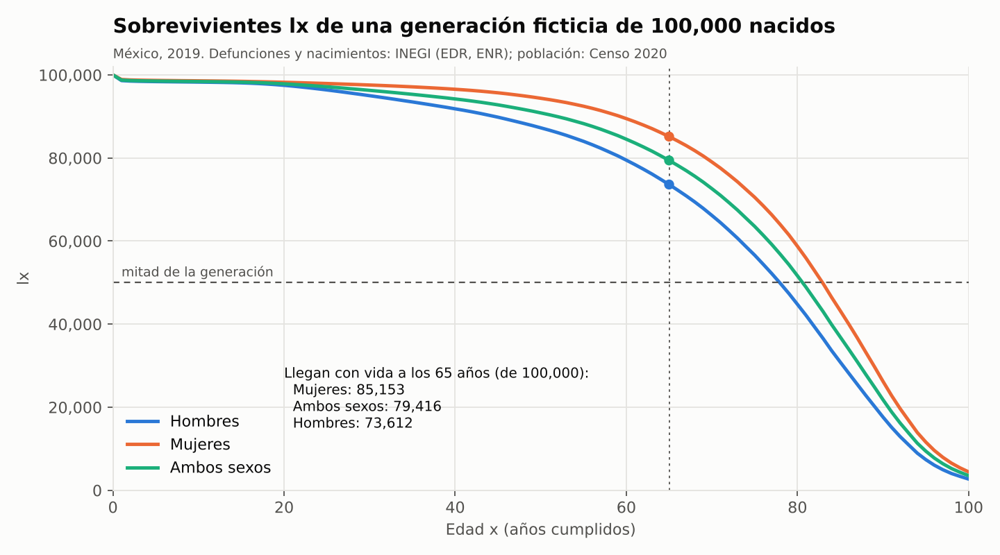 Sobrevivientes lx de una generación ficticia de 100,000 nacidos
México, 2019. Defunciones y nacimientos: INEGI (EDR, ENR); población: Censo 2020
100,000
80,000
60,000
40,000
20,000
0
lx
mitad de la generación
Llegan con vida a los 65 años (de 100,000):
Mujeres: 85,153
Ambos sexos: 79,416
Hombres: 73,612
Hombres
Mujeres
Ambos sexos
0 20 40 60 80 100
Edad x (años cumplidos)